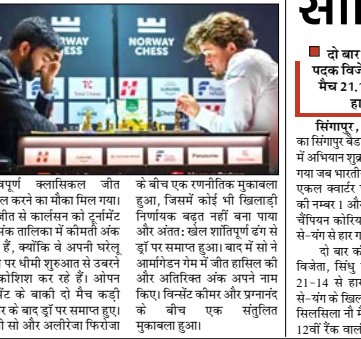 NORWAY
CHESS
NORWAY
CHESS
क्लासिकल जीत
करने का मौका मिल गया।
जीत से कार्लसन को टूर्नामेंट
तालिका में कीमती अंक
हैं, क्योंकि वे अपनी घरेलू
पर धीमी शुरुआत से उबरने
कोशिश कर रहे हैं। ओपन
के बाकी दो मैच कड़ी
के बाद ड्रॉ पर समाप्त हुए।
सो और अलीरेजा फिरोजा
के बीच एक रणनीतिक मुकाबला
हुआ, जिसमें कोई भी खिलाड़ी
निर्णायक बढ़त नहीं बना पाया
और अंततः खेल शांतिपूर्ण ढंग से
ड्रॉ पर समाप्त हुआ। बाद में सो ने
आर्मागेडन गेम में जीत हासिल की
और अतिरिक्त अंक अपने नाम
किए। विन्सेंट कीमर और प्रग्नानंद
के बीच एक संतुलित
मुकाबला हुआ।
दो बार
पदक
मैच 21
सिंगापुर,
का सिंगापुर
में अभियान
गया जब
एकल क्वार्टर
की नम्बर 1
चैंपियन
से-यंग से हार
दो बार
विजेता, सिंधु
21-14 से
से-यंग के
सिलसिला नौ
12वीं रैंक